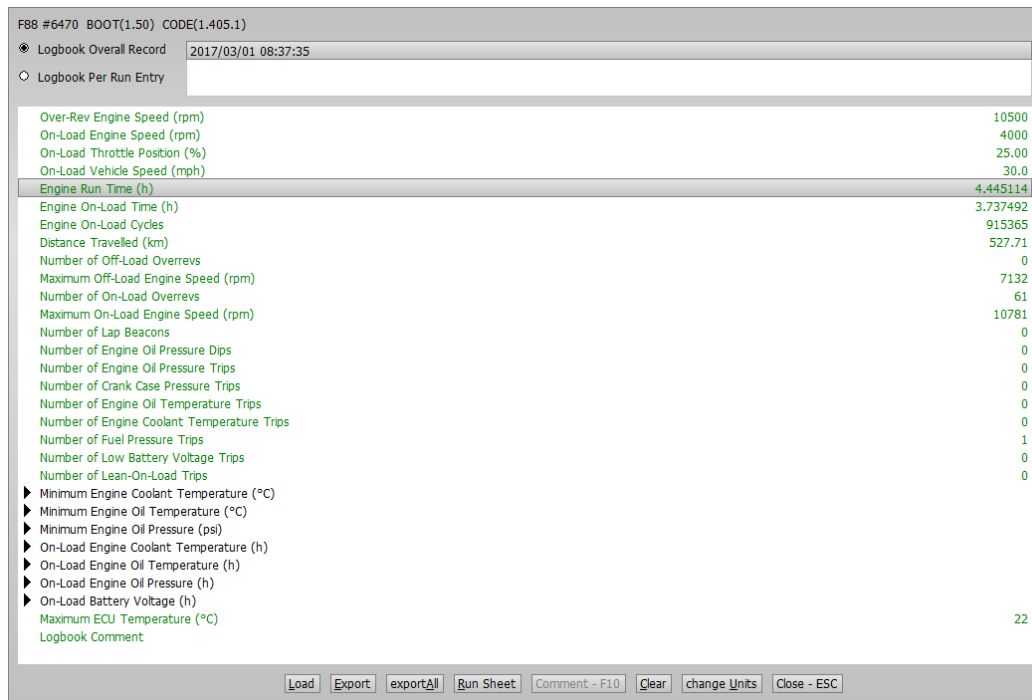 F88 #6470 BOOT(1.50) CODE(1.405.1)
Logbook Overall Record 2017/03/01 08:37:35
Logbook Per Run Entry
Over-Rev Engine Speed (rpm) 10500
On-Load Engine Speed (rpm) 4000
On-Load Throttle Position (%) 25.00
On-Load Vehicle Speed (mph) 30.0
Engine Run Time (h) 4.445114
Engine On-Load Time (h) 3.737492
Engine On-Load Cycles 915365
Distance Travelled (km) 527.71
Number of Off-Load Overrevs 0
Maximum Off-Load Engine Speed (rpm) 7132
Number of On-Load Overrevs 61
Maximum On-Load Engine Speed (rpm) 10781
Number of Lap Beacons 0
Number of Engine Oil Pressure Dips 0
Number of Engine Oil Pressure Trips 0
Number of Crank Case Pressure Trips 0
Number of Engine Oil Temperature Trips 0
Number of Engine Coolant Temperature Trips 0
Number of Fuel Pressure Trips 1
Number of Low Battery Voltage Trips 0
Number of Lean-On-Load Trips 0
Minimum Engine Coolant Temperature (°C)
Minimum Engine Oil Temperature (°C)
Minimum Engine Oil Pressure (psi)
On-Load Engine Coolant Temperature (h)
On-Load Engine Oil Temperature (h)
On-Load Engine Oil Pressure (h)
On-Load Battery Voltage (h)
Maximum ECU Temperature (°C) 22
Logbook Comment
Load Export exportAll Run Sheet Comment - F10 Clear change Units Close - ESC